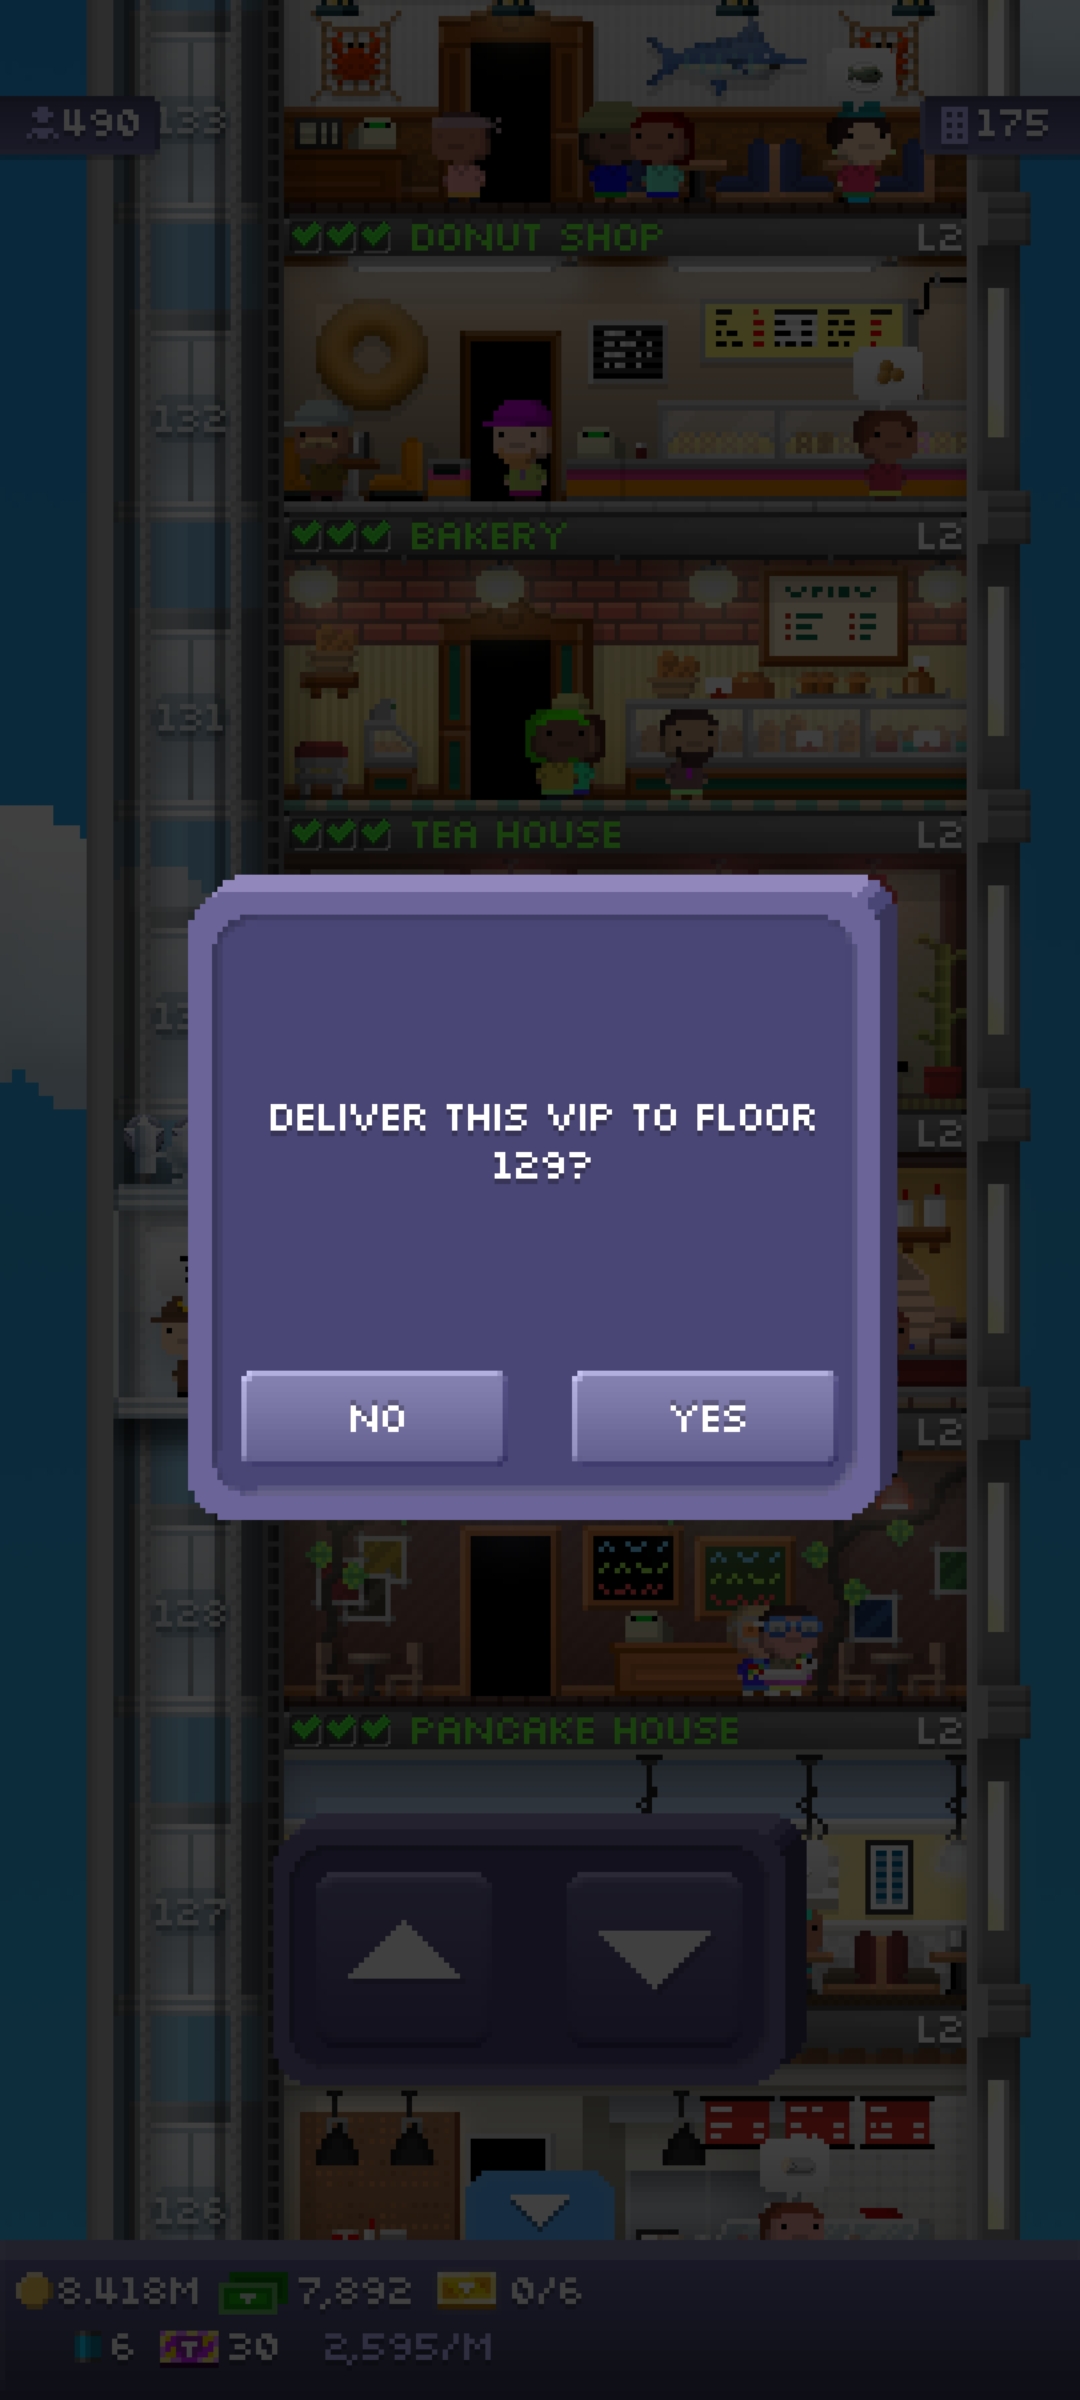 490
133
175
DONUT SHOP
L2
132
BAKERY
L2
131
TEA HOUSE
L2
L2
DELIVER THIS VIP TO FLOOR
129?
NO
YES
L2
128
PANCAKE HOUSE
L2
127
L2
126
8.418M
7,892
0/6
6
T
30
2,595/M